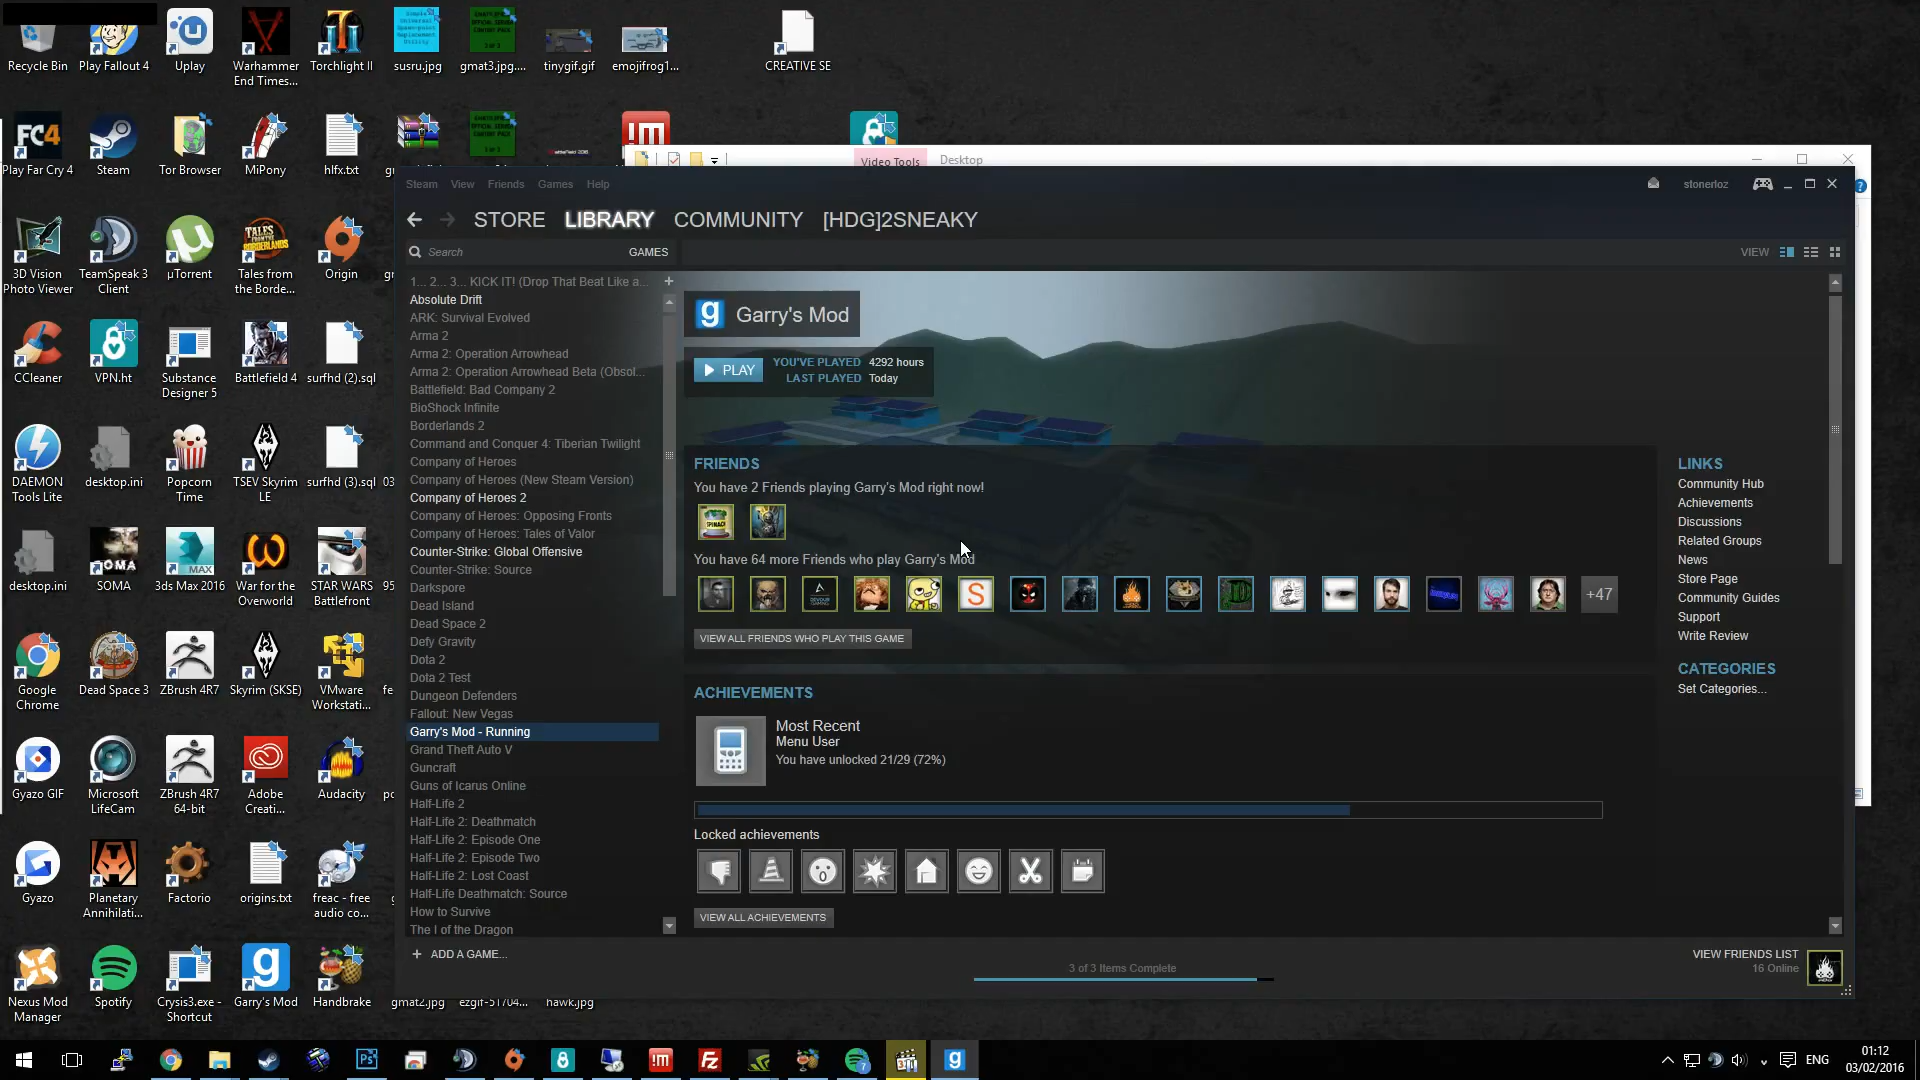 Recycle Bin
Play Fallout 4
Uplay
Warhammer
End Times...
Torchlight II
susru.jpg
gmat3.jpg....
tinygif.gif
emojifrog1...
CREATIVE SE
FC4
Play Far Cry 4
Steam
Tor Browser
MiPony
hlfx.txt
Video Tools
Desktop
3D Vision
Photo Viewer
TeamSpeak 3
Client
µTorrent
Tales from
the Borde...
Origin
CCleaner
VPN.ht
Substance
Designer 5
Battlefield 4
surfhd (2).sql
DAEMON
Tools Lite
desktop.ini
Popcorn
Time
TSEV Skyrim
LE
surfhd (3).sql
03
desktop.ini
SOMA
3ds Max 2016
War for the
Overworld
STAR WARS
Battlefront
95
Google
Chrome
Dead Space 3
ZBrush 4R7
Skyrim (SKSE)
VMware
Workstati...
fe
Gyazo GIF
Microsoft
LifeCam
ZBrush 4R7
64-bit
Adobe
Creati...
Audacity
Gyazo
Planetary
Annihilati...
Factorio
origins.txt
freac - free
audio co...
Nexus Mod
Manager
Spotify
Crysis3.exe -
Shortcut
Garry's Mod
Handbrake
gmat2.jpg
ezgif-51704...
hawk.jpg
Steam View Friends Games Help
stonerloz
STORE LIBRARY COMMUNITY [HDG]2SNEAKY
Search
GAMES
VIEW
1... 2... 3... KICK IT! (Drop That Beat Like a...
Absolute Drift
ARK: Survival Evolved
Arma 2
Arma 2: Operation Arrowhead
Arma 2: Operation Arrowhead Beta (Obsol...
Battlefield: Bad Company 2
BioShock Infinite
Borderlands 2
Command and Conquer 4: Tiberian Twilight
Company of Heroes
Company of Heroes (New Steam Version)
Company of Heroes 2
Company of Heroes: Opposing Fronts
Company of Heroes: Tales of Valor
Counter-Strike: Global Offensive
Counter-Strike: Source
Darkspore
Dead Island
Dead Space 2
Defy Gravity
Dota 2
Dota 2 Test
Dungeon Defenders
Fallout: New Vegas
Garry's Mod - Running
Grand Theft Auto V
Guncraft
Guns of Icarus Online
Half-Life 2
Half-Life 2: Deathmatch
Half-Life 2: Episode One
Half-Life 2: Episode Two
Half-Life 2: Lost Coast
Half-Life Deathmatch: Source
How to Survive
The I of the Dragon
ADD A GAME...
Garry's Mod
PLAY
YOU'VE PLAYED 4292 hours
LAST PLAYED Today
FRIENDS
You have 2 Friends playing Garry's Mod right now!
You have 64 more Friends who play Garry's Mod
+47
VIEW ALL FRIENDS WHO PLAY THIS GAME
ACHIEVEMENTS
Most Recent
Menu User
You have unlocked 21/29 (72%)
Locked achievements
VIEW ALL ACHIEVEMENTS
LINKS
Community Hub
Achievements
Discussions
Related Groups
News
Store Page
Community Guides
Support
Write Review
CATEGORIES
Set Categories...
3 of 3 Items Complete
VIEW FRIENDS LIST
16 Online
ENG
01:12
03/02/2016